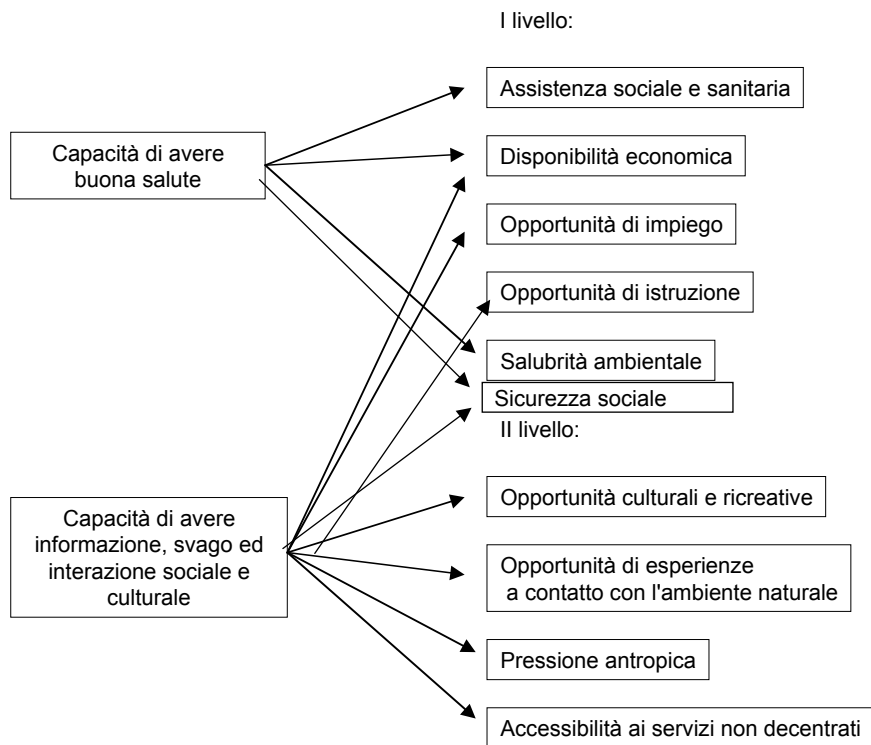 I livello:
Assistenza sociale e sanitaria
Capacità di avere
buona salute
Disponibilità economica
Opportunità di impiego
Opportunità di istruzione
Salubrità ambientale
Sicurezza sociale
II livello:
Capacità di avere
informazione, svago ed
interazione sociale e
culturale
Opportunità culturali e ricreative
Opportunità di esperienze
a contatto con l'ambiente naturale
Pressione antropica
Accessibilità ai servizi non decentrati